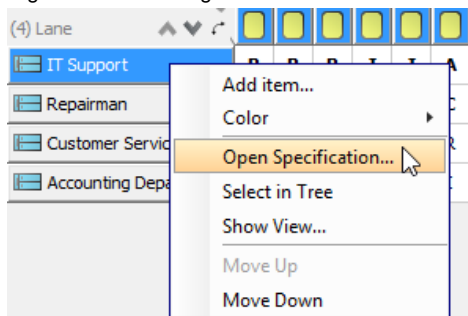 (4) Lane
IT Support
R R R I I A
Repairman
Customer Servic
Accounting Depa
Add item...
Color
Open Specification...
Select in Tree
Show View...
Move Up
Move Down